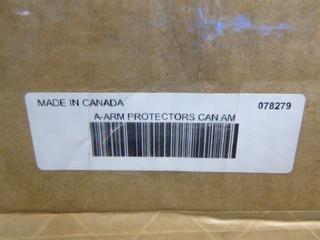 MADE IN CANADA 078279
A-ARM PROTECTORS CAN AM